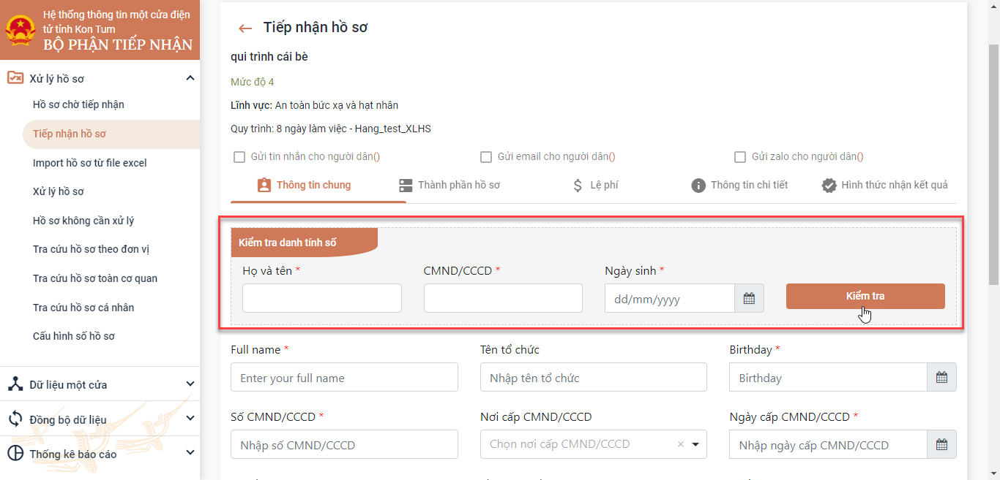 Hệ thống thông tin một cửa điện
tử tỉnh Kon Tum
BỘ PHẬN TIẾP NHẬN
Xử lý hồ sơ
Hồ sơ chờ tiếp nhận
Tiếp nhận hồ sơ
Import hồ sơ từ file excel
Xử lý hồ sơ
Hồ sơ không cần xử lý
Tra cứu hồ sơ theo đơn vị
Tra cứu hồ sơ toàn cơ quan
Tra cứu hồ sơ cá nhân
Cấu hình số hồ sơ
Dữ liệu một cửa
Đồng bộ dữ liệu
Thống kê báo cáo
Tiếp nhận hồ sơ
qui trình cái bè
Mức độ 4
Lĩnh vực: An toàn bức xạ và hạt nhân
Quy trình: 8 ngày làm việc - Hang_test_XLHS
Gửi tin nhắn cho người dân() Gửi email cho người dân() Gửi zalo cho người dân()
Thông tin chung Thành phần hồ sơ Lệ phí Thông tin chi tiết Hình thức nhận kết quả
Kiểm tra danh tính số
Họ và tên * CMND/CCCD * Ngày sinh *
dd/mm/yyyy Kiểm tra
Full name * Tên tổ chức Birthday *
Enter your full name Nhập tên tổ chức Birthday
Số CMND/CCCD * Nơi cấp CMND/CCCD Ngày cấp CMND/CCCD *
Nhập số CMND/CCCD Chọn nơi cấp CMND/CCCD × Nhập ngày cấp CMND/CCCD